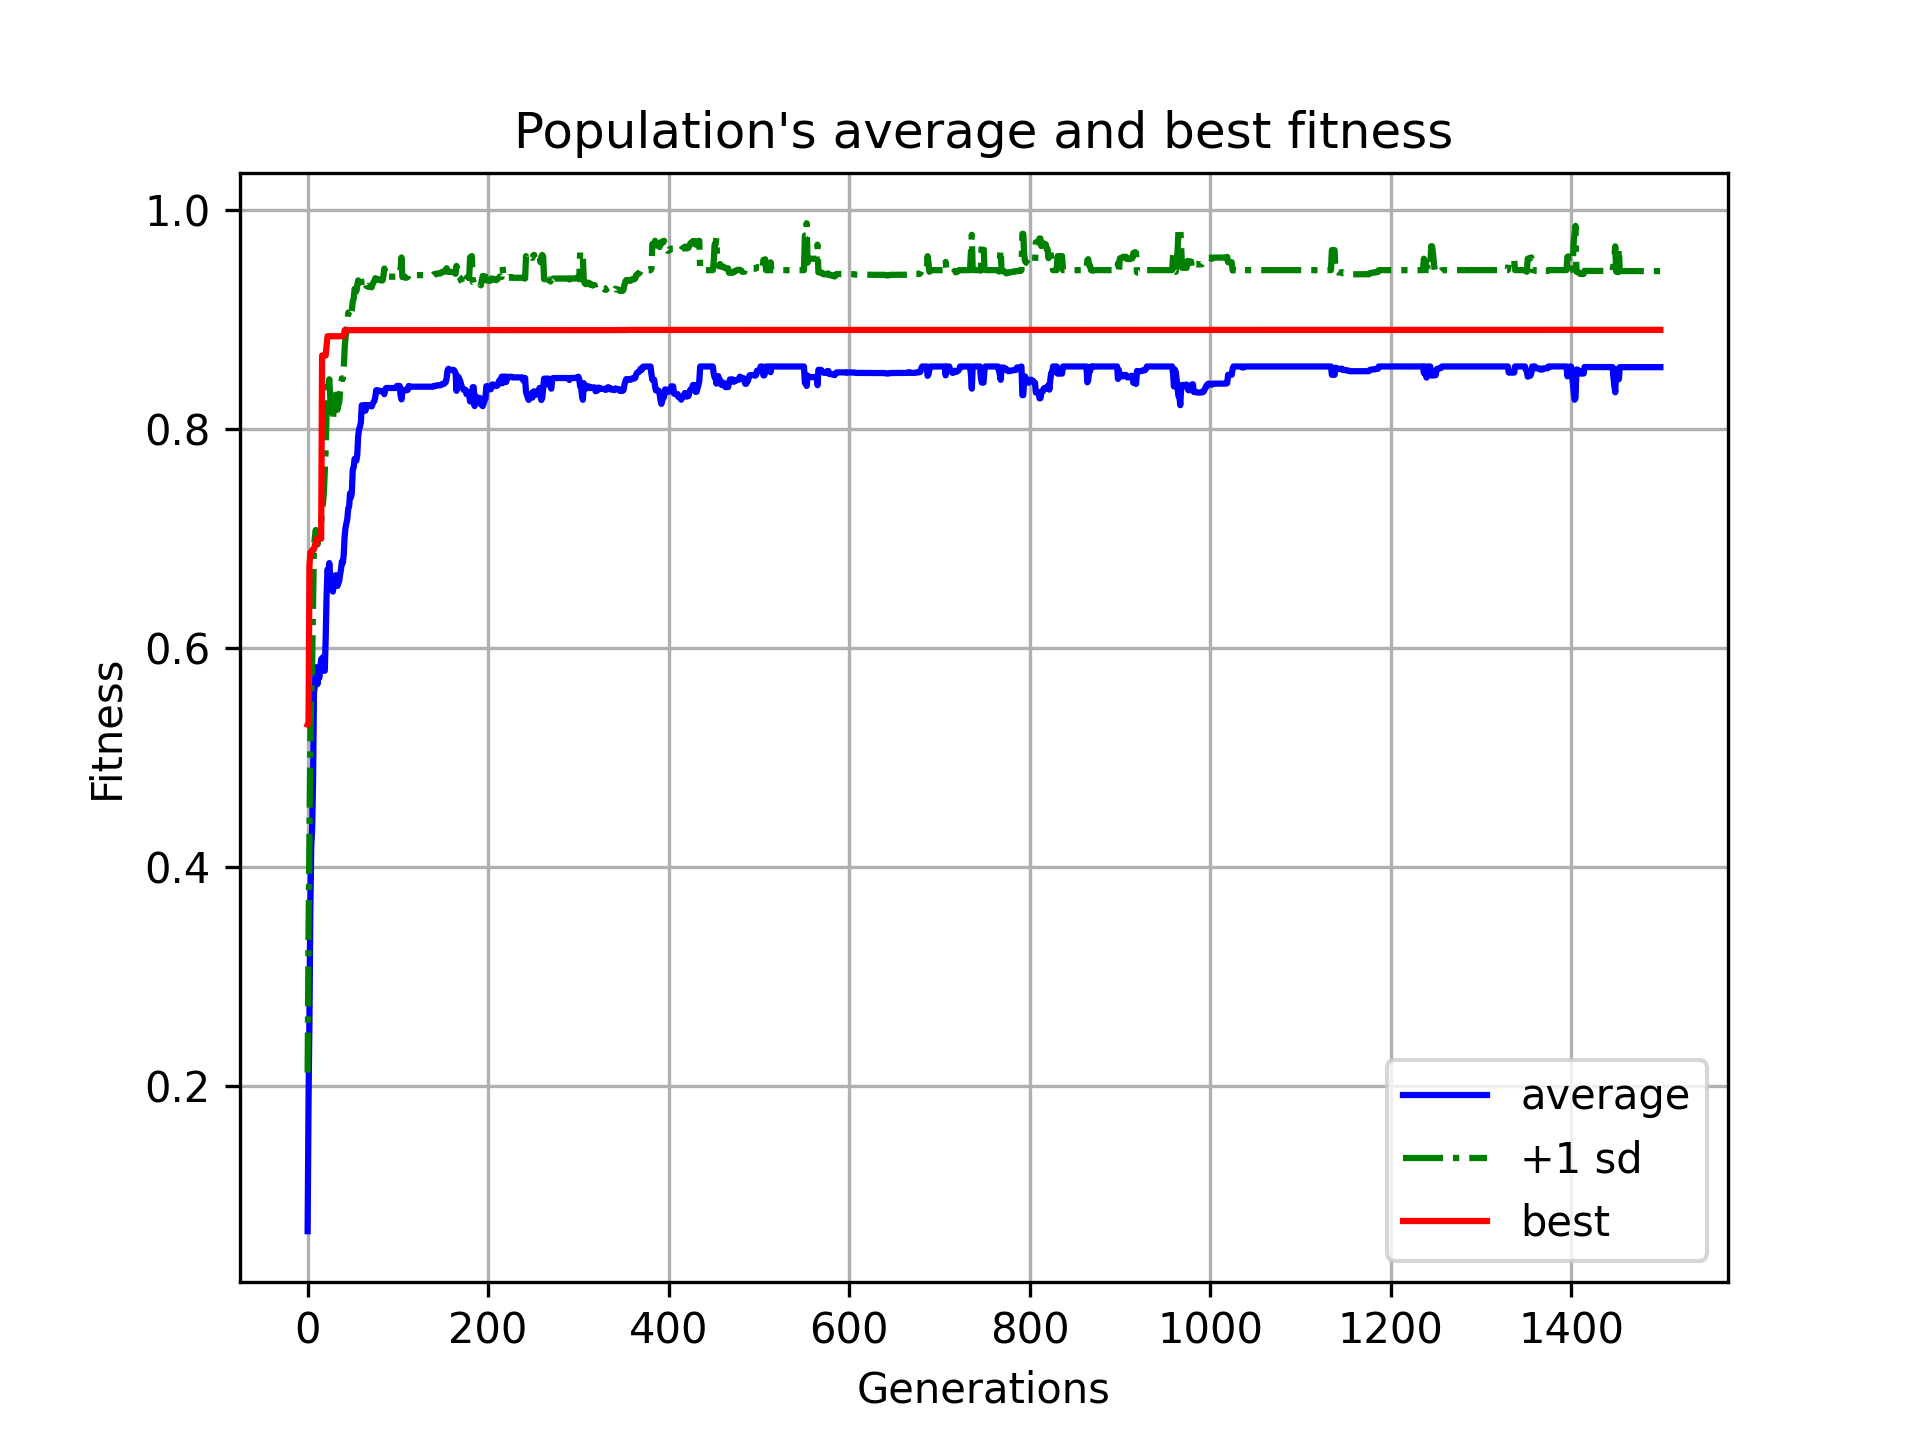 Population's average and best fitness
1.0
0.8
0.6
0.4
0.2
Fitness
0 200 400 600 800 1000 1200 1400
Generations
average
+1 sd
best